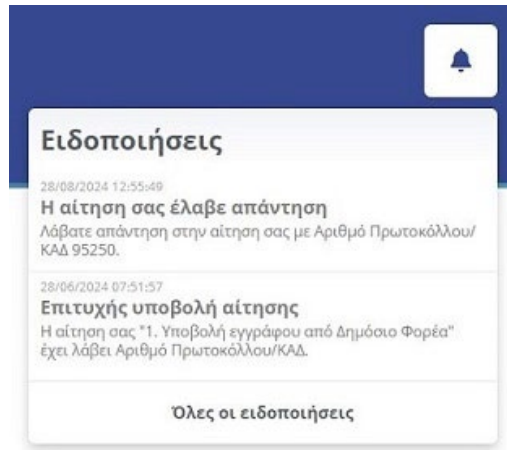 Ειδοποιήσεις
28/08/2024 12:55:49
Η αίτηση σας έλαβε απάντηση
Λάβατε απάντηση στην αίτηση σας με Αριθμό Πρωτοκόλλου/
ΚΑΔ 95250.
28/06/2024 07:51:57
Επιτυχής υποβολή αίτησης
Η αίτηση σας "1. Υποβολή εγγράφου από Δημόσιο Φορέα"
έχει λάβει Αριθμό Πρωτοκόλλου/ΚΑΔ.
Όλες οι ειδοποιήσεις